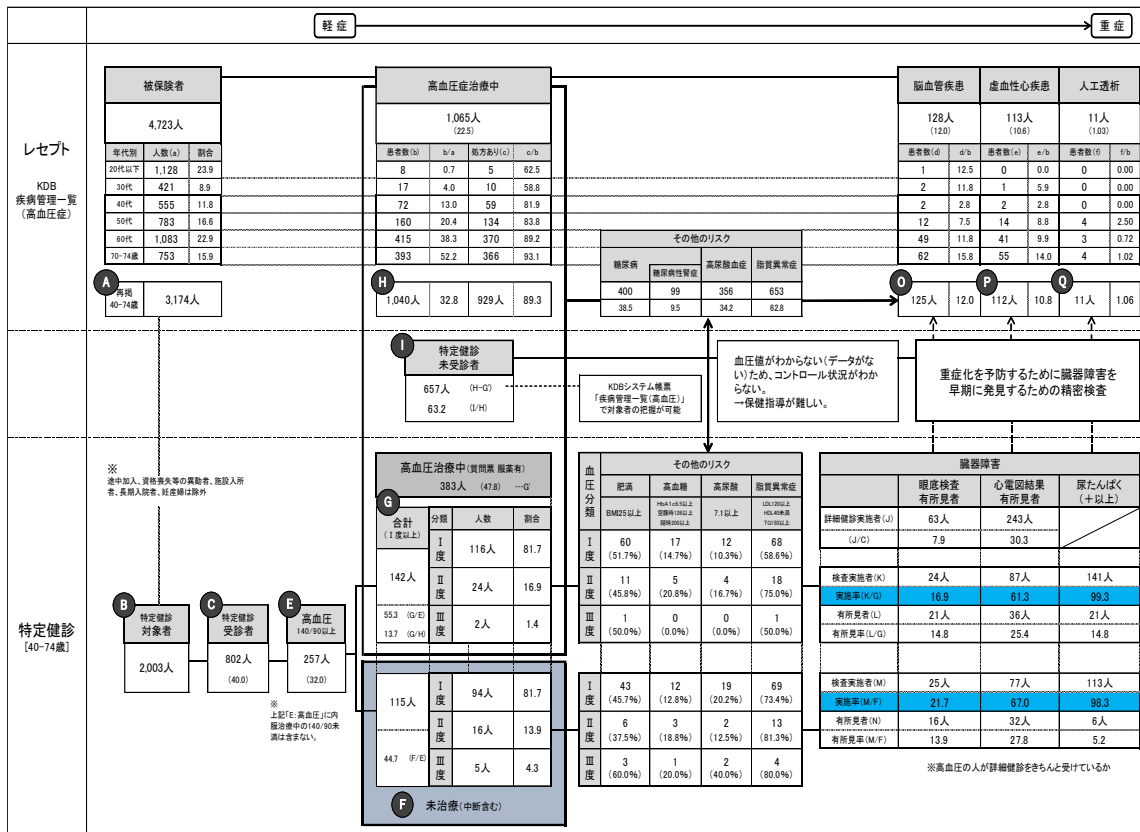 軽症
重症
レセプト
KDB
疾病管理一覧
(高血圧症)
被保険者
4,723人
年代別 人数(a) 割合
20代以下 1,128 23.9
30代 421 8.9
40代 555 11.8
50代 783 16.6
60代 1,083 22.9
70-74歳 753 15.9
A
再掲
40-74歳
3,174人
高血圧症治療中
1,065人
(22.5)
患者数(b) b/a 処方あり(c) c/b
8 0.7 5 62.5
17 4.0 10 58.8
72 13.0 59 81.9
160 20.4 134 83.8
415 38.3 370 89.2
393 52.2 366 93.1
H
1,040人 32.8 929人 89.3
その他のリスク
糖尿病 糖尿病性腎症 高尿酸血症 脂質異常症
400 99 356 653
38.5 9.5 34.2 62.8
脳血管疾患 虚血性心疾患 人工透析
128人 113人 11人
(12.0) (10.6) (1.03)
患者数(d) d/b 患者数(e) e/b 患者数(f) f/b
1 12.5 0 0.0 0 0.00
2 11.8 1 5.9 0 0.00
2 2.8 2 2.8 0 0.00
12 7.5 14 8.8 4 2.50
49 11.8 41 9.9 3 0.72
62 15.8 55 14.0 4 1.02
O P Q
125人 12.0 112人 10.8 11人 1.06
I
特定健診
未受診者
657人 (H-G')
63.2 (I/H)
KDBシステム帳票
「疾病管理一覧(高血圧)」
で対象者の把握が可能
血圧値がわからない(データがな
い)ため、コントロール状況がわか
らない。
→保健指導が難しい。
重症化を予防するために臓器障害を
早期に発見するための精密検査
特定健診
[40-74歳]
※
途中加入、資格喪失等の異動者、施設入所
者、長期入院者、妊産婦は除外
B
特定健診
対象者
2,003人
C
特定健診
受診者
802人
(40.0)
E
高血圧
140/90以上
257人
(32.0)
※
上記「E:高血圧」に内
服治療中の140/90未
満は含まない。
高血圧治療中(質問票 服薬有)
383人 (47.8) …G'
G
合計
(Ⅰ度以上)
分類 人数 割合
Ⅰ度 116人 81.7
142人
Ⅱ度 24人 16.9
55.3 (G/E)
13.7 (G/H)
Ⅲ度 2人 1.4
115人
Ⅰ度 94人 81.7
Ⅱ度 16人 13.9
44.7 (F/E)
Ⅲ度 5人 4.3
F
未治療(中断含む)
血圧分類
その他のリスク
肥満 高血糖 高尿酸 脂質異常症
BMI25以上
HbA1c6.5以上
空腹時126以上
随時200以上
7.1以上
LDL120以上
HDL40未満
TG150以上
Ⅰ度 60 17 12 68
(51.7%) (14.7%) (10.3%) (58.6%)
Ⅱ度 11 5 4 18
(45.8%) (20.8%) (16.7%) (75.0%)
Ⅲ度 1 0 0 1
(50.0%) (0.0%) (0.0%) (50.0%)
Ⅰ度 43 12 19 69
(45.7%) (12.8%) (20.2%) (73.4%)
Ⅱ度 6 3 2 13
(37.5%) (18.8%) (12.5%) (81.3%)
Ⅲ度 3 1 2 4
(60.0%) (20.0%) (40.0%) (80.0%)
臓器障害
眼底検査
有所見者
心電図結果
有所見者
尿たんぱく
(+以上)
詳細健診実施者(J) 63人 243人
(J/C) 7.9 30.3
検査実施者(K) 24人 87人 141人
実施率(K/G) 16.9 61.3 99.3
有所見者(L) 21人 36人 21人
有所見率(L/G) 14.8 25.4 14.8
検査実施者(M) 25人 77人 113人
実施率(M/F) 21.7 67.0 98.3
有所見者(N) 16人 32人 6人
有所見率(M/F) 13.9 27.8 5.2
※高血圧の人が詳細健診をきちんと受けているか